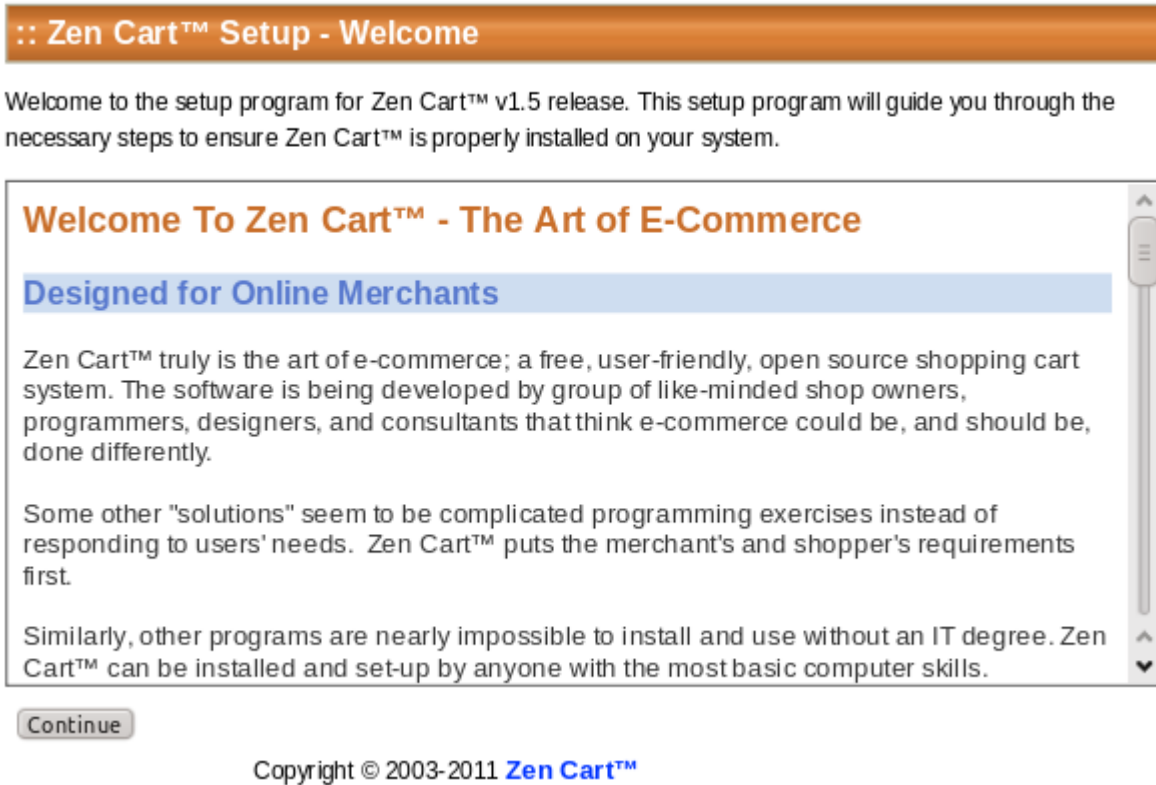 :: Zen Cart™ Setup - Welcome
Welcome to the setup program for Zen Cart™ v1.5 release. This setup program will guide you through the
necessary steps to ensure Zen Cart™ is properly installed on your system.
Welcome To Zen Cart™ - The Art of E-Commerce
Designed for Online Merchants
Zen Cart™ truly is the art of e-commerce; a free, user-friendly, open source shopping cart
system. The software is being developed by group of like-minded shop owners,
programmers, designers, and consultants that think e-commerce could be, and should be,
done differently.
Some other "solutions" seem to be complicated programming exercises instead of
responding to users' needs.  Zen Cart™ puts the merchant's and shopper's requirements
first.
Similarly, other programs are nearly impossible to install and use without an IT degree. Zen
Cart™ can be installed and set-up by anyone with the most basic computer skills.
Continue
Copyright © 2003-2011 Zen Cart™